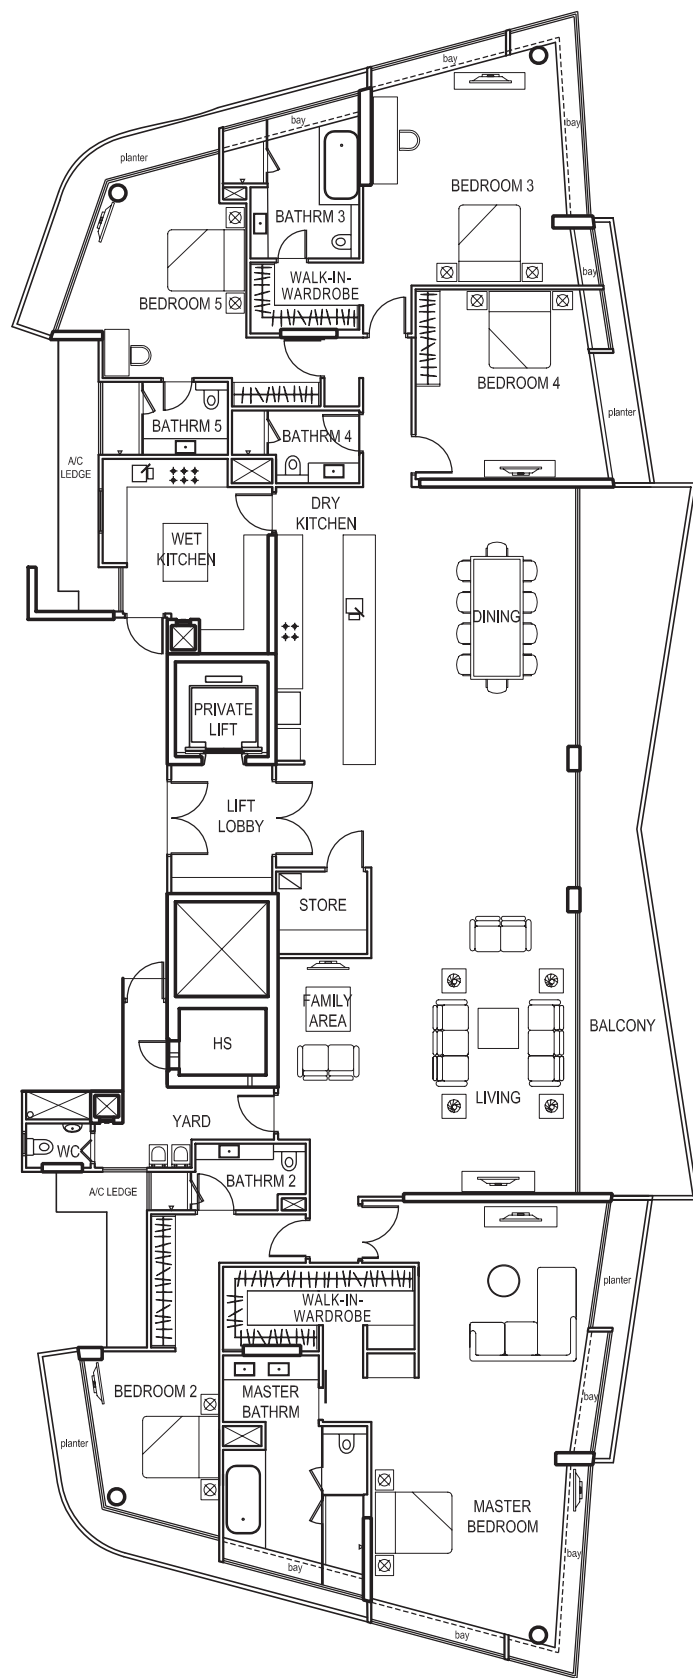 bay
bay
bay
planter
BEDROOM 3
BATHRM 3
bay
WALK-IN-
WARDROBE
BEDROOM 5
BEDROOM 4
planter
BATHRM 5
BATHRM 4
A/C
LEDGE
DRY
KITCHEN
WET
KITCHEN
DINING
PRIVATE
LIFT
LIFT
LOBBY
STORE
FAMILY
AREA
BALCONY
HS
LIVING
YARD
WC
BATHRM 2
A/C LEDGE
planter
WALK-IN-
WARDROBE
BEDROOM 2
MASTER
BATHRM
bay
planter
MASTER
BEDROOM
bay
bay
bay